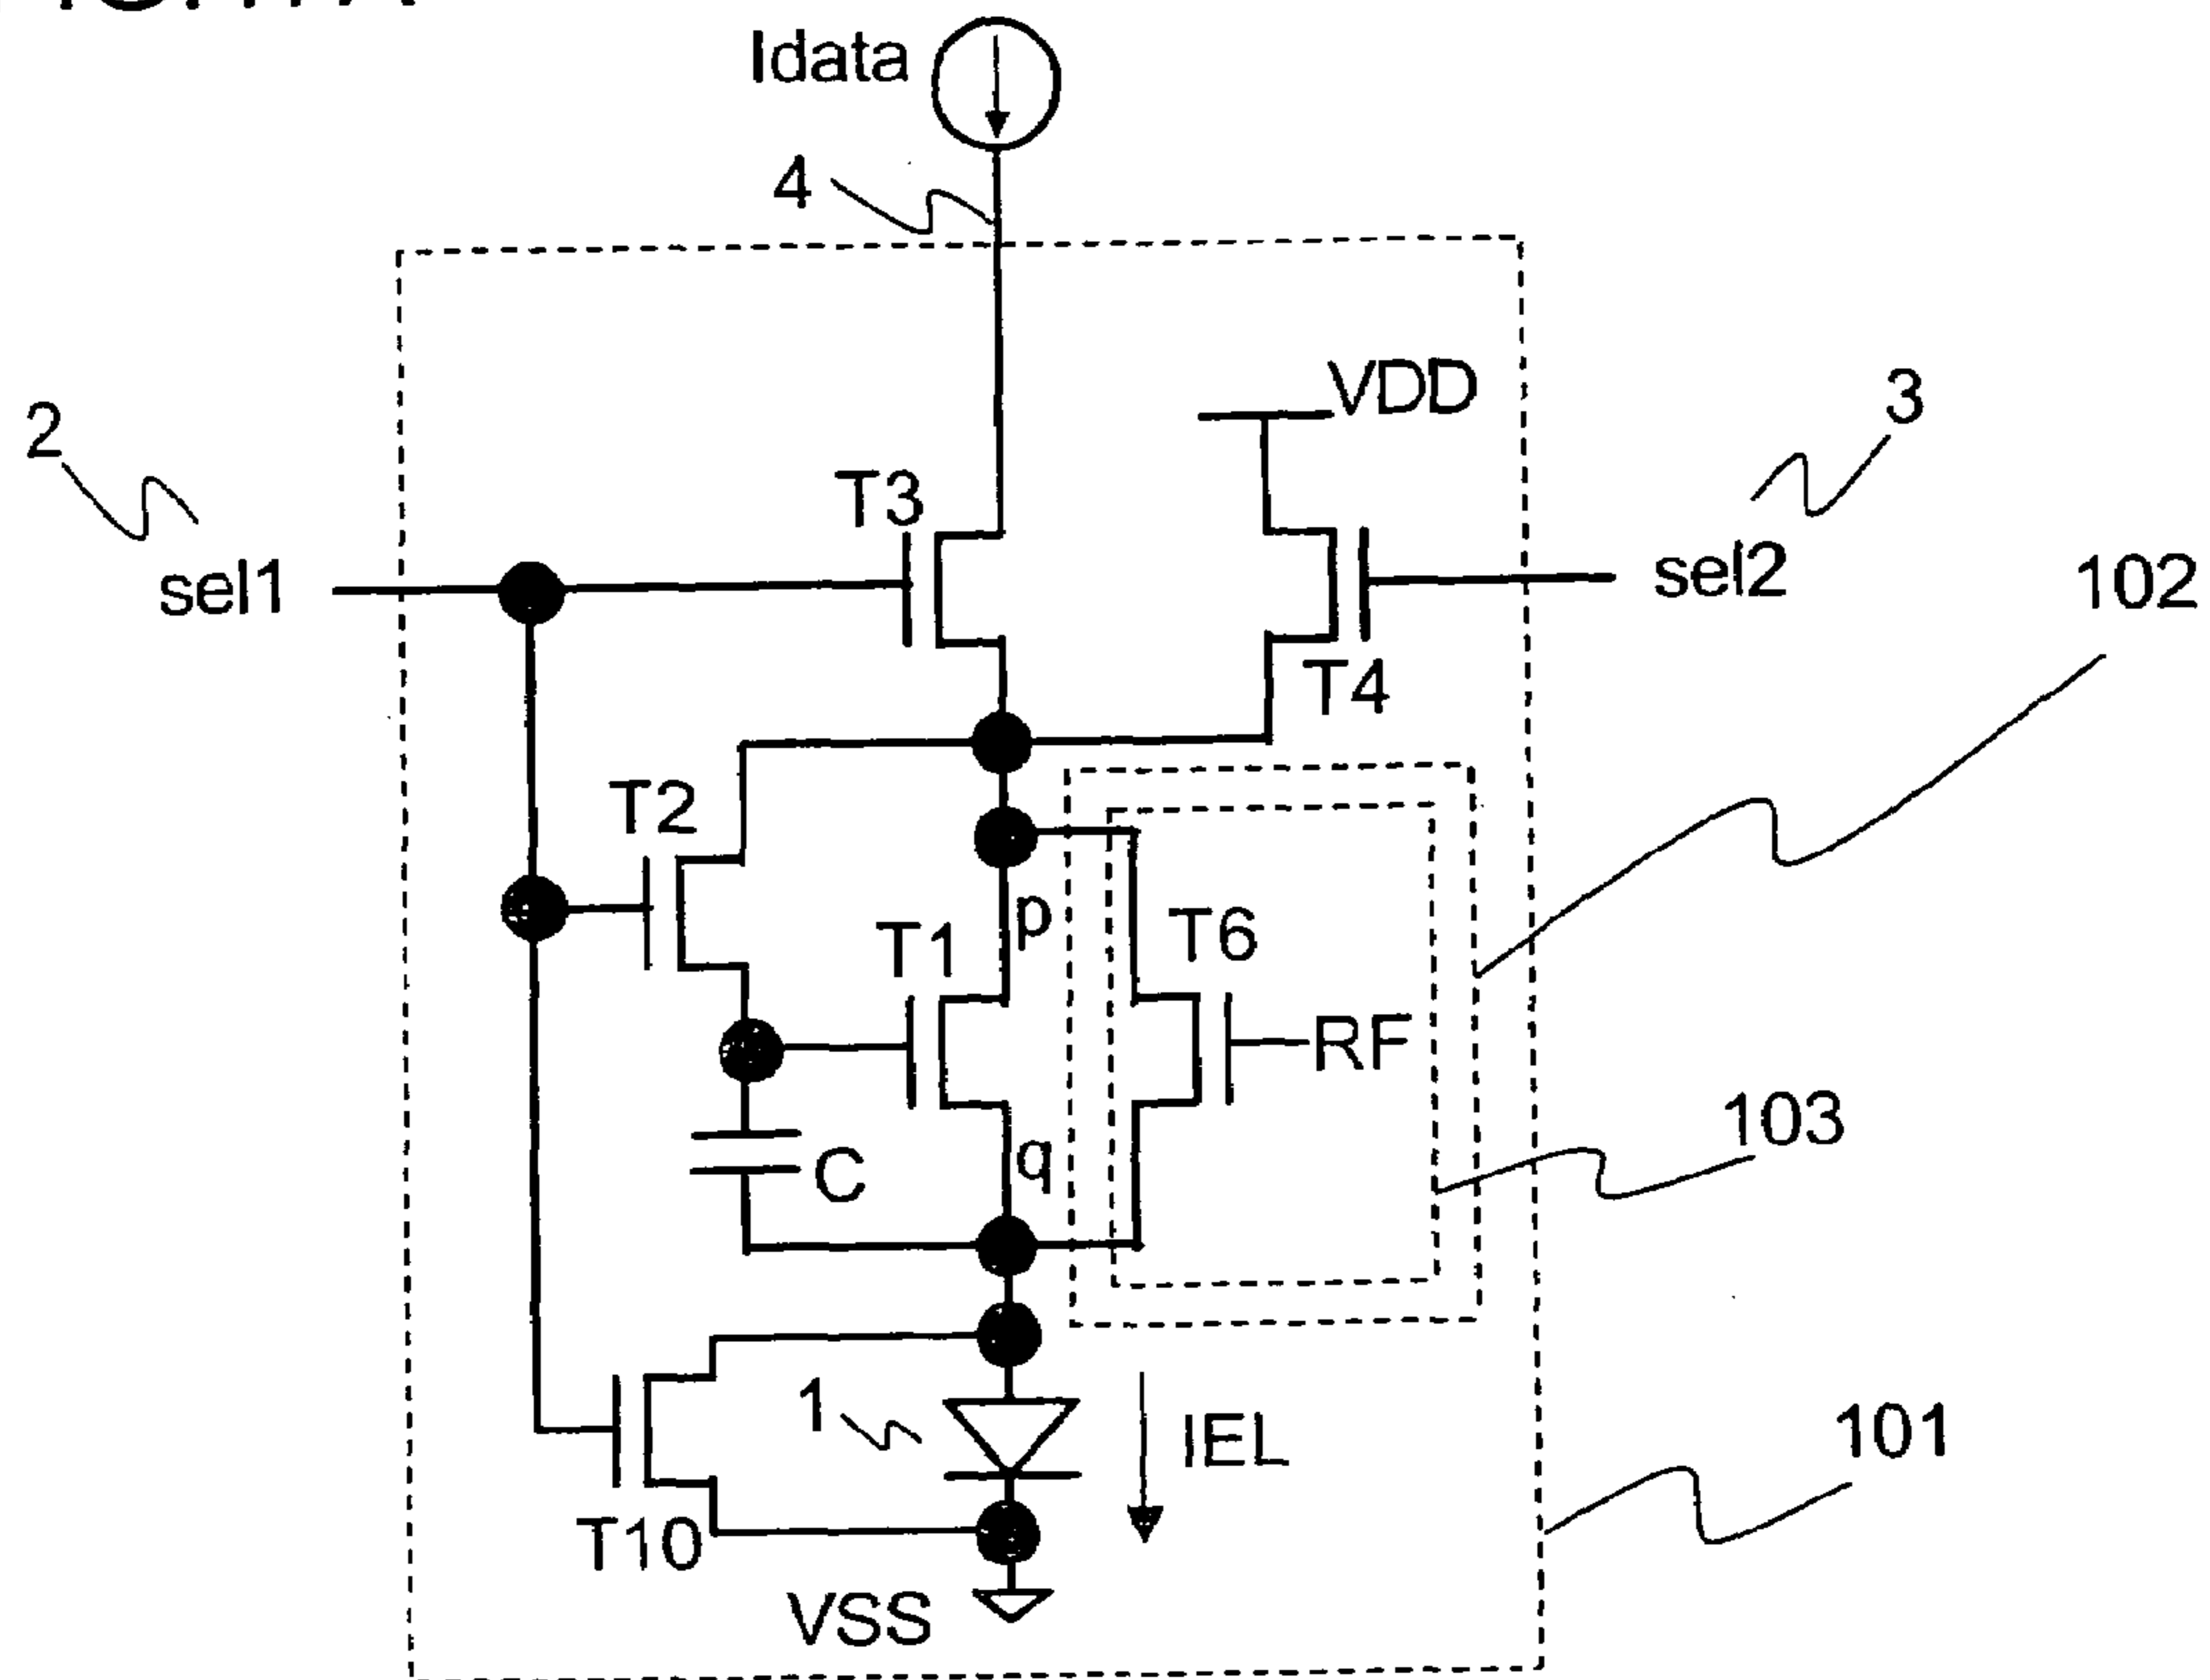 Idata
4
VDD
3
2
T3
sel1
sel2
102
T4
T2
p
T1
T6
RF
103
q
C
1
IEL
101
T10
VSS